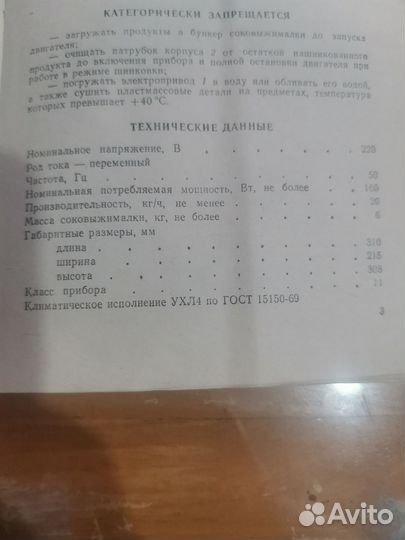 КАТЕГОРИЧЕСКИ ЗАПРЕЩАЕТСЯ
— загружать продукты в бункер соковыжималки до запуска
двигателя;
— очищать патрубок корпуса 2 от остатков нашинкованного
продукта до включения прибора и полной остановки двигателя при
работе в режиме шинковки;
— погружать электропривод 1 в воду или обливать его водой,
а также сушить пластмассовые детали на предметах, температура
которых превышает +40 °С.
ТЕХНИЧЕСКИЕ ДАННЫЕ
Номинальное напряжение, В . . . . . 220
Род тока — переменный
Частота, Гц . . . . . . . . . 50
Номинальная потребляемая мощность, Вт, не более . . . . 160
Производительность, кг/ч, не менее . . . . . . 20
Масса соковыжималки, кг, не более . . . . . . 6
Габаритные размеры, мм
длина . . . . . . . . . 310
ширина . . . . . . . . . 215
высота . . . . . . . . . 308
Класс прибора . . . . . . . . . 11
Климатическое исполнение УХЛ4 по ГОСТ 15150-69
3
Avito